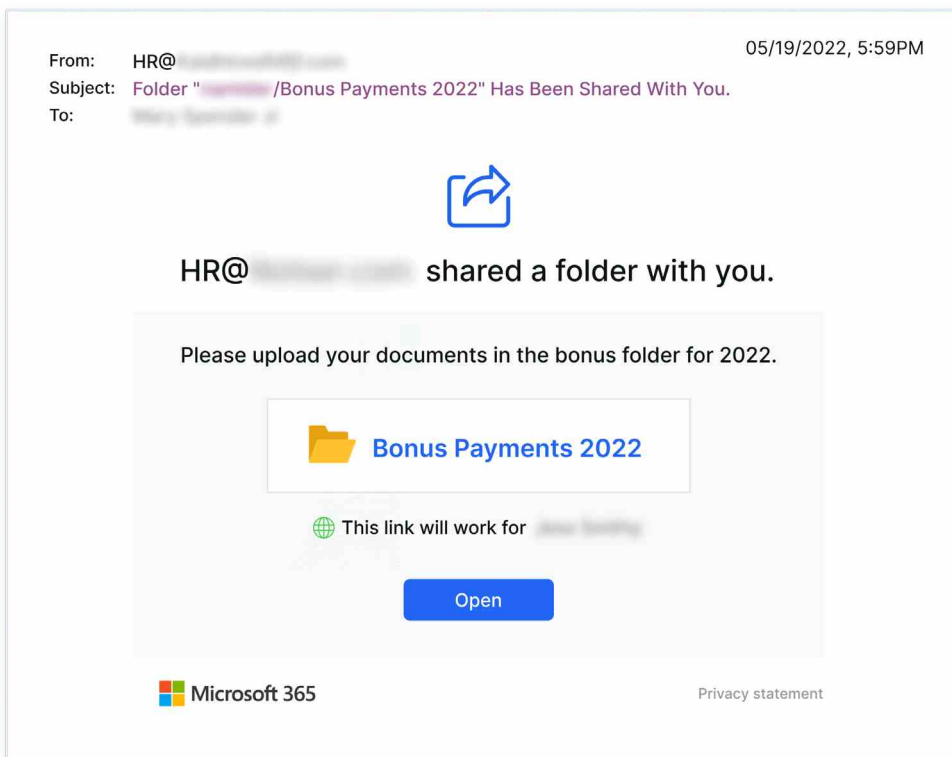 05/19/2022, 5:59PM
From: HR@
Subject: Folder " /Bonus Payments 2022" Has Been Shared With You.
To:
HR@ shared a folder with you.
Please upload your documents in the bonus folder for 2022.
Bonus Payments 2022
This link will work for
Open
Microsoft 365
Privacy statement